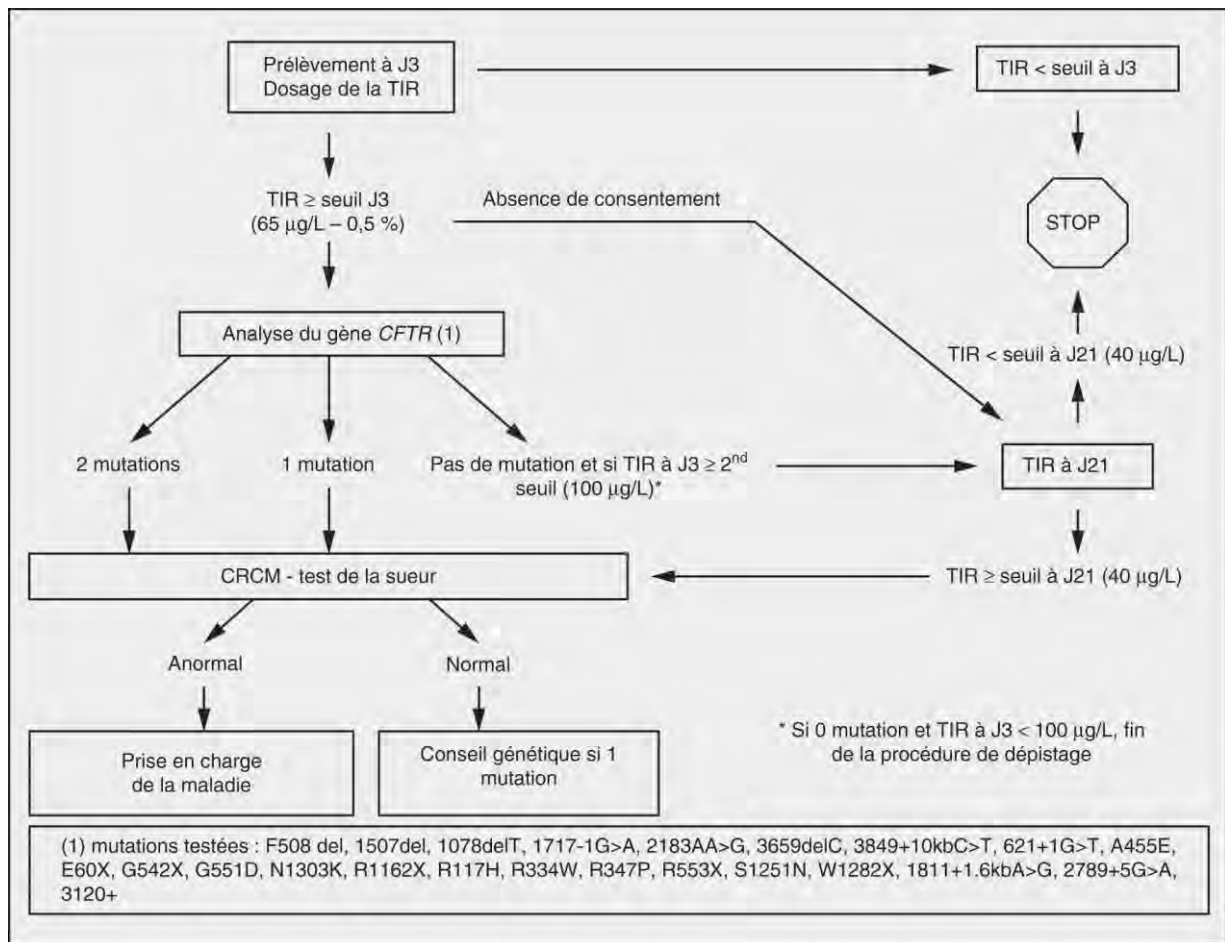 Prélèvement à J3
Dosage de la TIR
TIR < seuil à J3
TIR ≥ seuil J3
(65 µg/L – 0,5 %)
Absence de consentement
STOP
Analyse du gène CFTR (1)
TIR < seuil à J21 (40 µg/L)
2 mutations
1 mutation
Pas de mutation et si TIR à J3 ≥ 2nd
seuil (100 µg/L)*
TIR à J21
CRCM - test de la sueur
TIR ≥ seuil à J21 (40 µg/L)
Anormal
Normal
Prise en charge
de la maladie
Conseil génétique si 1
mutation
* Si 0 mutation et TIR à J3 < 100 µg/L, fin
de la procédure de dépistage
(1) mutations testées : F508 del, 1507del, 1078delT, 1717-1G>A, 2183AA>G, 3659delC, 3849+10kbC>T, 621+1G>T, A455E,
E60X, G542X, G551D, N1303K, R1162X, R117H, R334W, R347P, R553X, S1251N, W1282X, 1811+1.6kbA>G, 2789+5G>A,
3120+